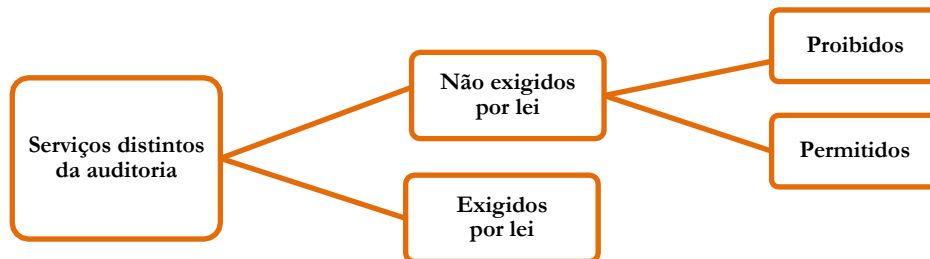 Serviços distintos
da auditoria
Não exigidos
por lei
Exigidos
por lei
Proibidos
Permitidos